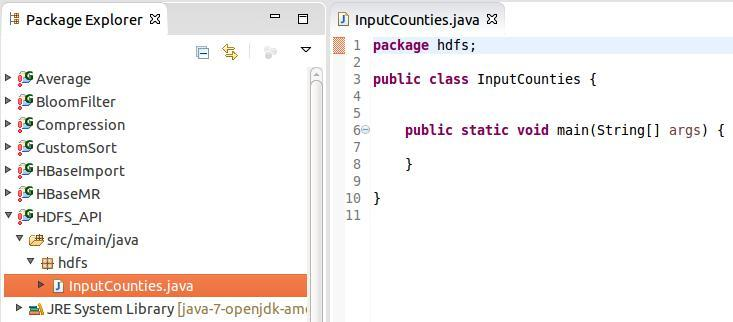 Package Explorer
Average
BloomFilter
Compression
CustomSort
HBaseImport
HBaseMR
HDFS_API
src/main/java
hdfs
InputCounties.java
JRE System Library [java-7-openjdk-am
InputCounties.java
1 package hdfs;
2
3 public class InputCounties {
4
5
6 public static void main(String[] args) {
7
8 }
9
10 }
11